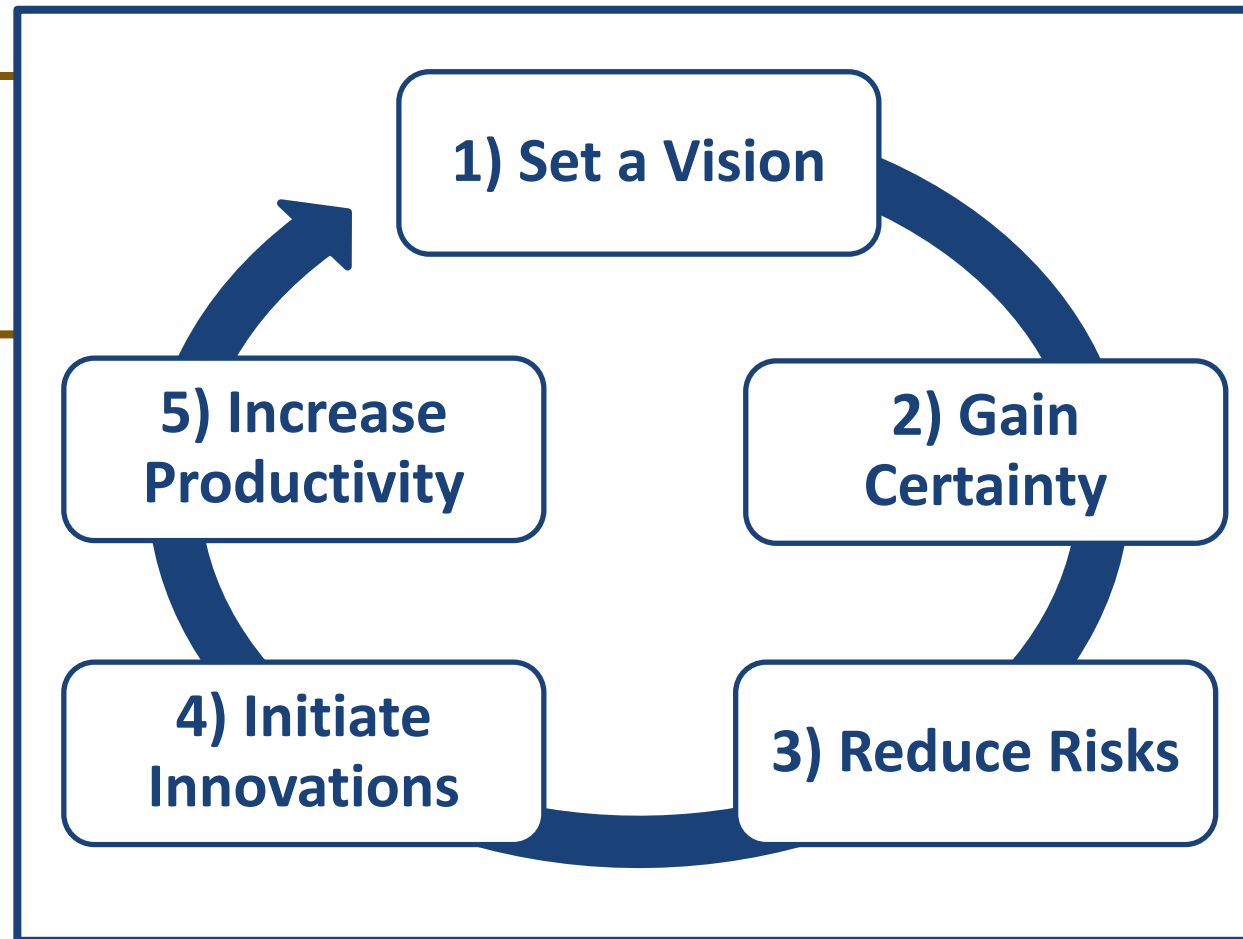 1) Set a Vision
2) Gain
Certainty
3) Reduce Risks
4) Initiate
Innovations
5) Increase
Productivity